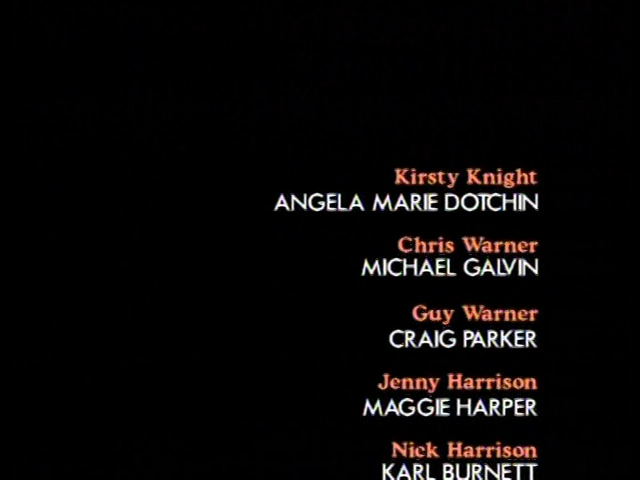 Kirsty Knight
ANGELA MARIE DOTCHIN
Chris Warner
MICHAEL GALVIN
Guy Warner
CRAIG PARKER
Jenny Harrison
MAGGIE HARPER
Nick Harrison
KARL BURNETT